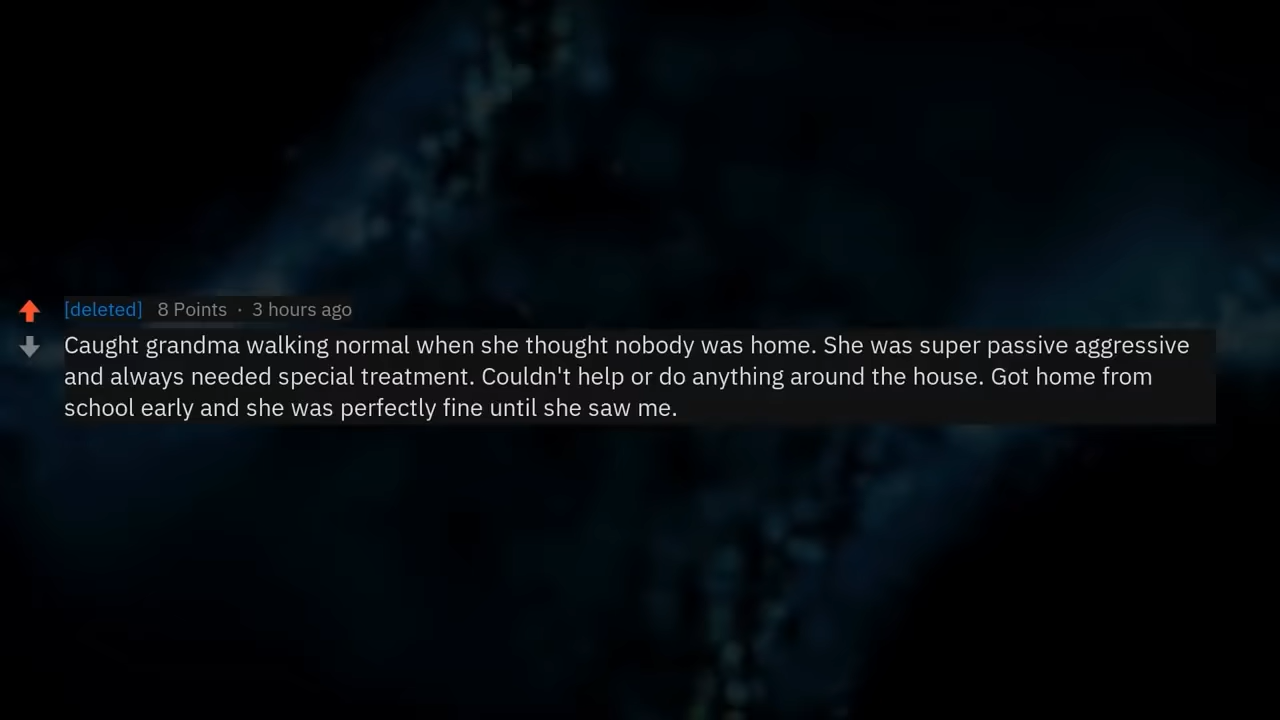 [deleted] 8 Points · 3 hours ago
Caught grandma walking normal when she thought nobody was home. She was super passive aggressive
and always needed special treatment. Couldn't help or do anything around the house. Got home from
school early and she was perfectly fine until she saw me.